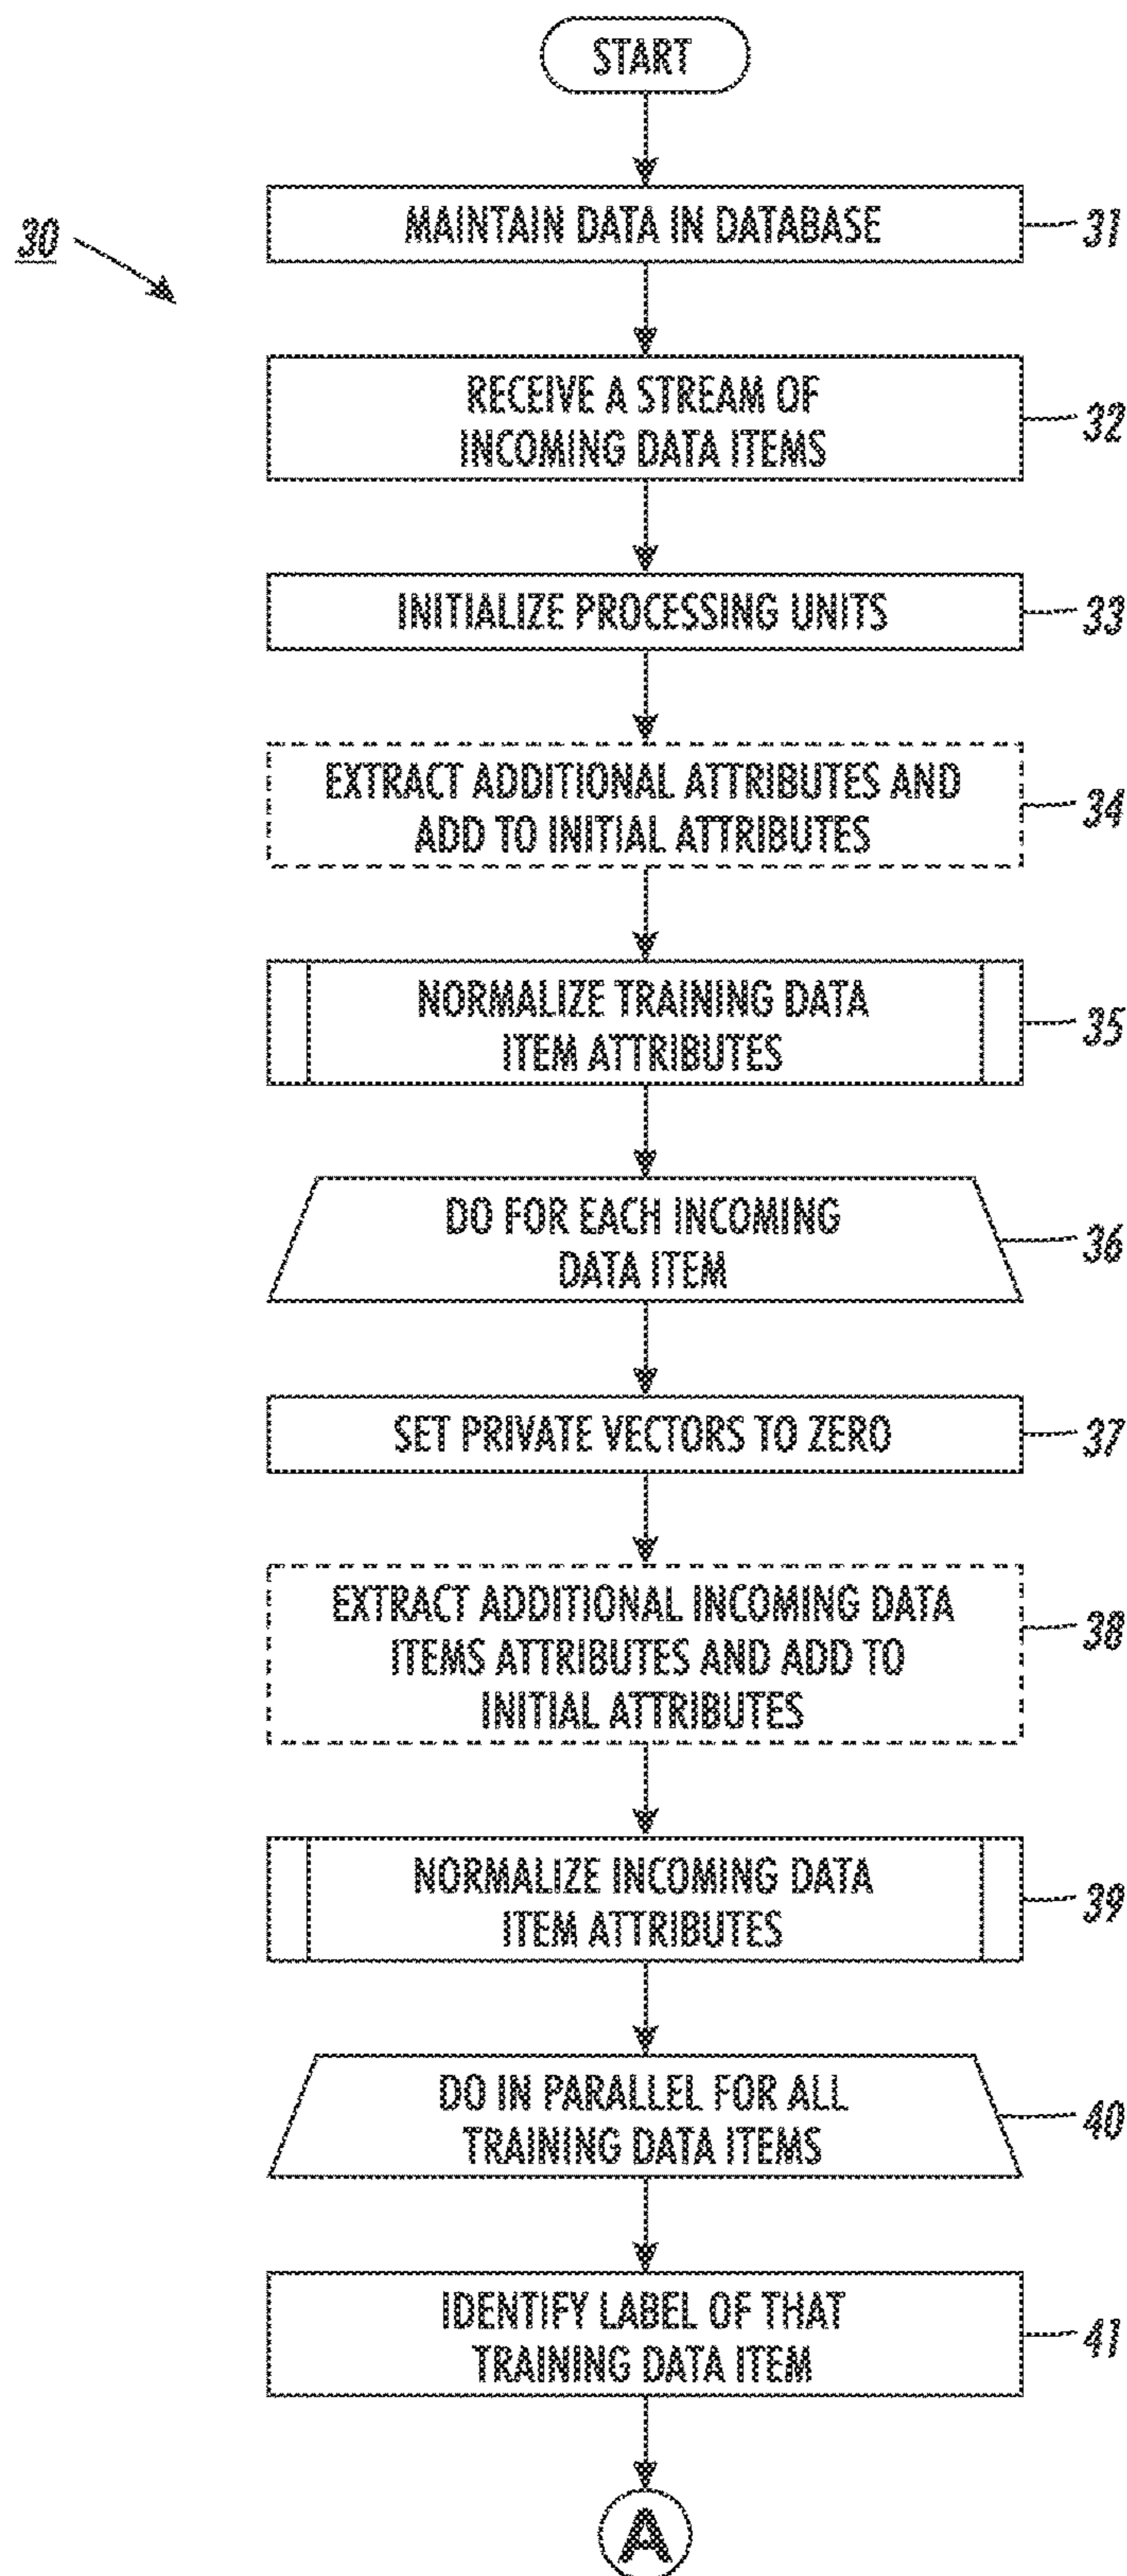 START
30
MAINTAIN DATA IN DATABASE
31
RECEIVE A STREAM OF
INCOMING DATA ITEMS
32
INITIALIZE PROCESSING UNITS
33
EXTRACT ADDITIONAL ATTRIBUTES AND
ADD TO INITIAL ATTRIBUTES
34
NORMALIZE TRAINING DATA
ITEM ATTRIBUTES
35
DO FOR EACH INCOMING
DATA ITEM
36
SET PRIVATE VECTORS TO ZERO
37
EXTRACT ADDITIONAL INCOMING DATA
ITEMS ATTRIBUTES AND ADD TO
INITIAL ATTRIBUTES
38
NORMALIZE INCOMING DATA
ITEM ATTRIBUTES
39
DO IN PARALLEL FOR ALL
TRAINING DATA ITEMS
40
IDENTIFY LABEL OF THAT
TRAINING DATA ITEM
41
A